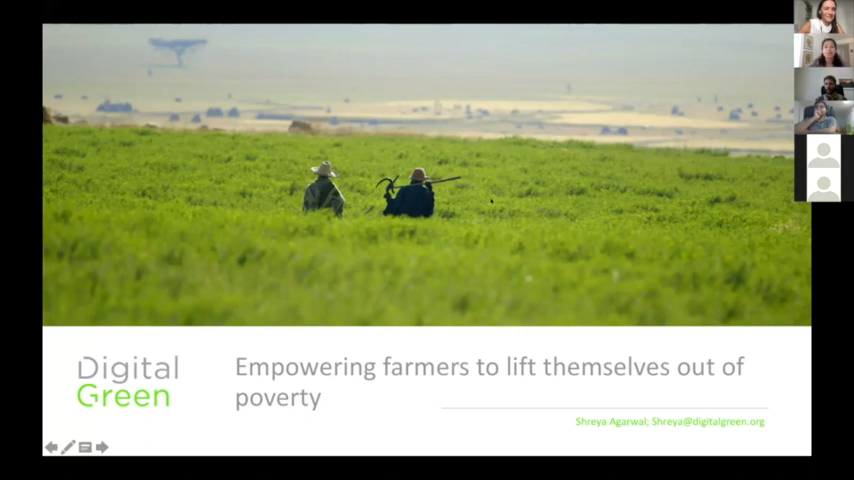 Digital
Green
Empowering farmers to lift themselves out of
poverty
Shreya Agarwal; Shreya@digitalgreen.org